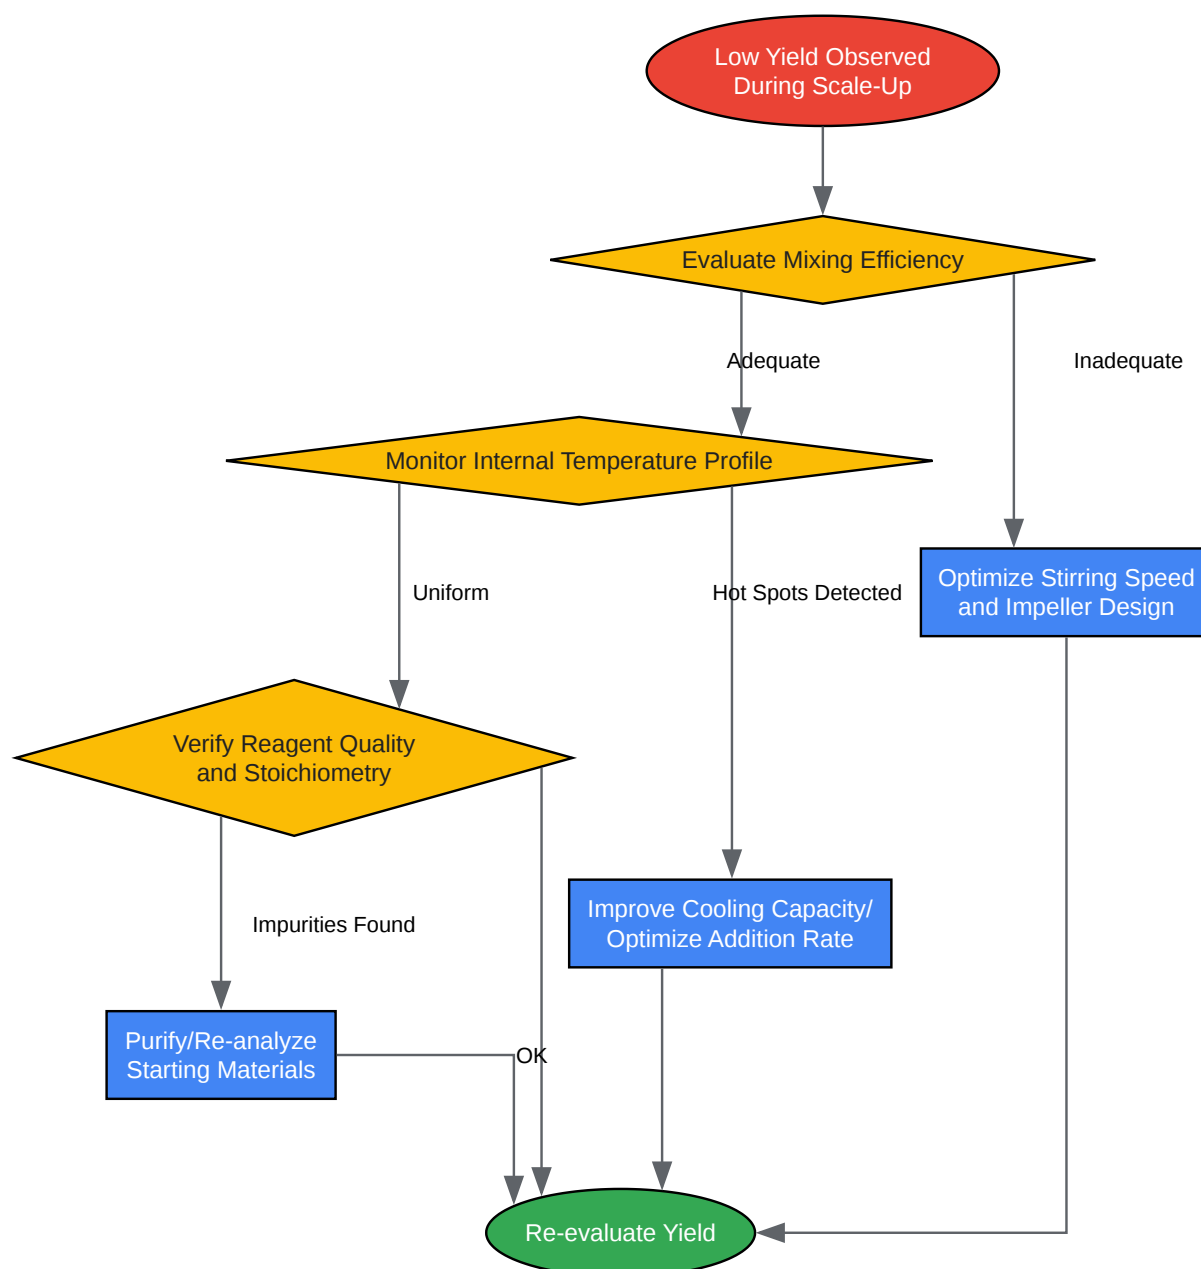 Low Yield Observed
During Scale-Up
Evaluate Mixing Efficiency
Adequate
Inadequate
Monitor Internal Temperature Profile
Uniform
Hot Spots Detected
Optimize Stirring Speed
and Impeller Design
Verify Reagent Quality
and Stoichiometry
Impurities Found
Improve Cooling Capacity/
Optimize Addition Rate
Purify/Re-analyze
Starting Materials
OK
Re-evaluate Yield